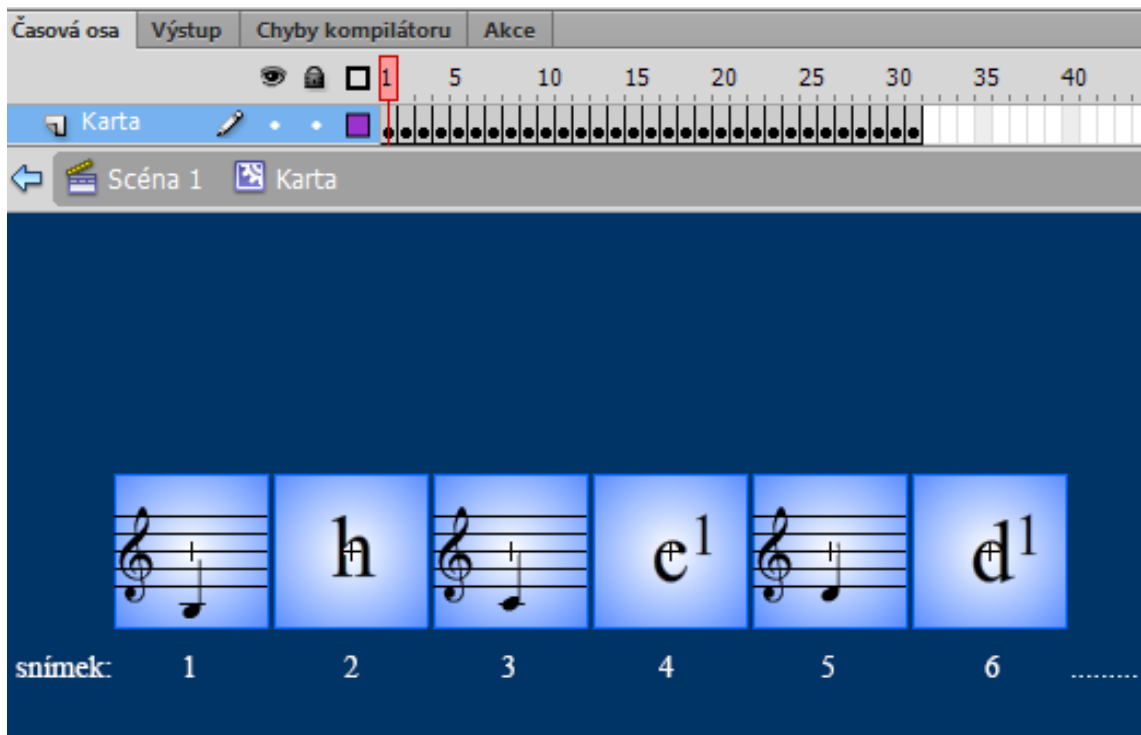 Časová osa Výstup Chyby kompilátoru Akce
1 5 10 15 20 25 30 35 40
Karta
Scéna 1 Karta
h c1 d1
snímek: 1 2 3 4 5 6 .........